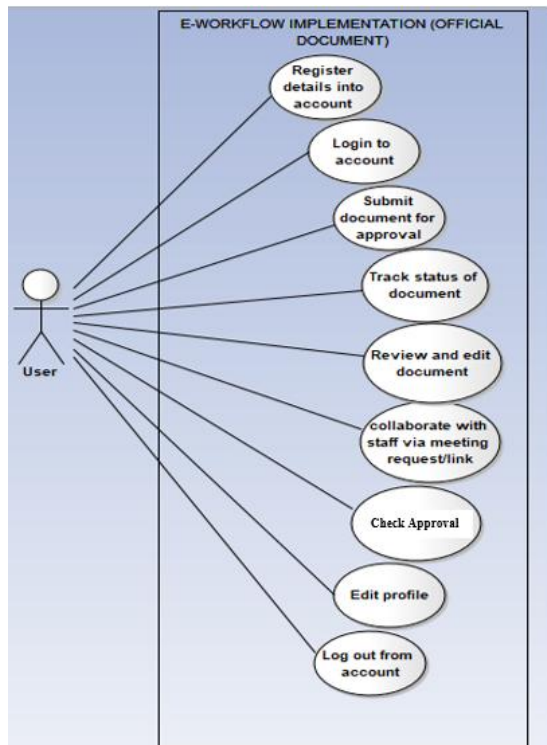 E-WORKFLOW IMPLEMENTATION (OFFICIAL
DOCUMENT)
Register
details into
account
Login to
account
Submit
document for
approval
Track status of
document
Review and edit
document
collaborate with
staff via meeting
request/link
Check Approval
Edit profile
Log out from
account
User